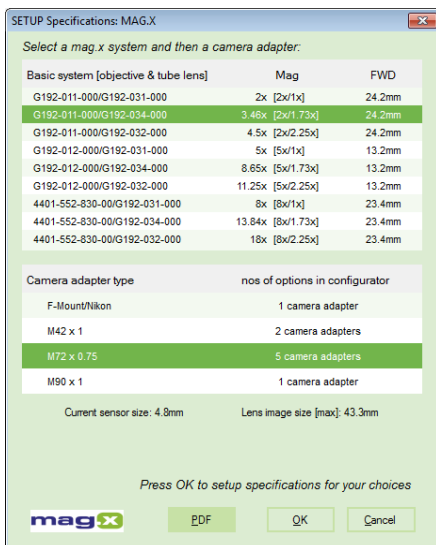 SETUP Specifications: MAG.X
Select a mag.x system and then a camera adapter:
Basic system [objective & tube lens] Mag FWD
G192-011-000/G192-031-000 2x [2x/1x] 24.2mm
G192-011-000/G192-034-000 3.46x [2x/1.73x] 24.2mm
G192-011-000/G192-032-000 4.5x [2x/2.25x] 24.2mm
G192-012-000/G192-031-000 5x [5x/1x] 13.2mm
G192-012-000/G192-034-000 8.65x [5x/1.73x] 13.2mm
G192-012-000/G192-032-000 11.25x [5x/2.25x] 13.2mm
4401-552-830-00/G192-031-000 8x [8x/1x] 23.4mm
4401-552-830-00/G192-034-000 13.84x [8x/1.73x] 23.4mm
4401-552-830-00/G192-032-000 18x [8x/2.25x] 23.4mm
Camera adapter type nos of options in configurator
F-Mount/Nikon 1 camera adapter
M42 x 1 2 camera adapters
M72 x 0.75 5 camera adapters
M90 x 1 1 camera adapter
Current sensor size: 4.8mm Lens image size [max]: 43.3mm
Press OK to setup specifications for your choices
mag.x PDF OK Cancel